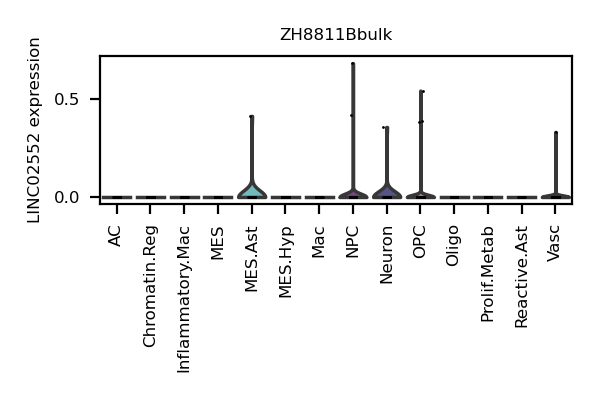 ZH8811Bbulk
LINC02552 expression
0.5
0.0
AC
Chromatin.Reg
Inflammatory.Mac
MES
MES.Ast
MES.Hyp
Mac
NPC
Neuron
OPC
Oligo
Prolif.Metab
Reactive.Ast
Vasc